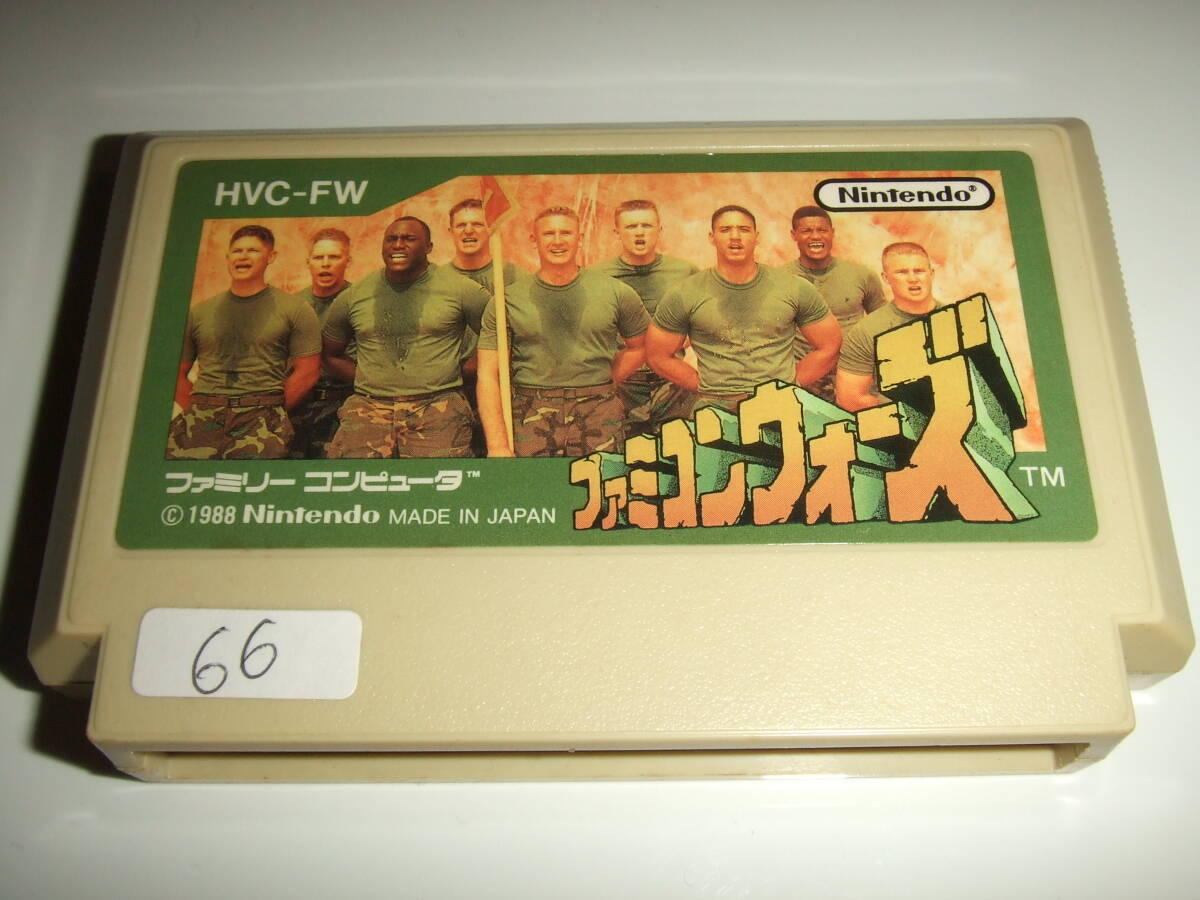 HVC-FW
Nintendo®
ファミコンウォーズ TM
ファミリー コンピュータ™
© 1988 Nintendo MADE IN JAPAN
66